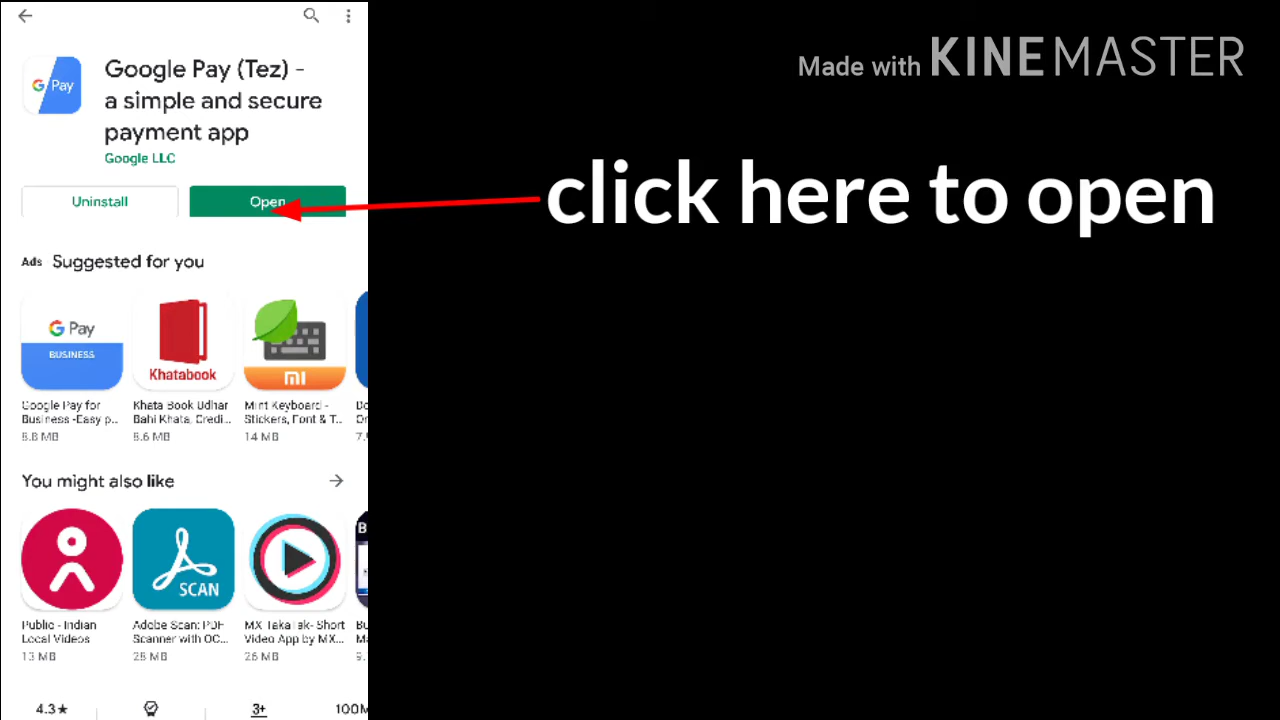 Made with KINEMASTER
Google Pay (Tez) -
a simple and secure
payment app
Google LLC
Uninstall
Open
click here to open
Ads Suggested for you
G Pay
BUSINESS
Khatabook
mi
Google Pay for
Business -Easy p...
8.8 MB
Khata Book Udhar
Bahi Khata, Credi...
8.6 MB
Mint Keyboard -
Stickers, Font & T...
14 MB
You might also like
SCAN
Public - Indian
Local Videos
13 MB
Adobe Scan: PDF
Scanner with OC...
28 MB
MX TakaTak- Short
Video App by MX...
26 MB
4.3★
3+
100M